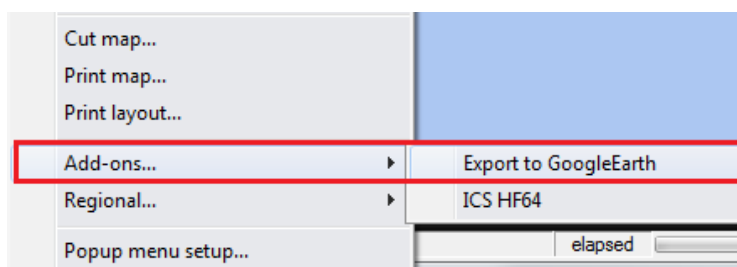 Cut map...
Print map...
Print layout...
Add-ons...
Export to GoogleEarth
Regional...
ICS HF64
Popup menu setup...
elapsed